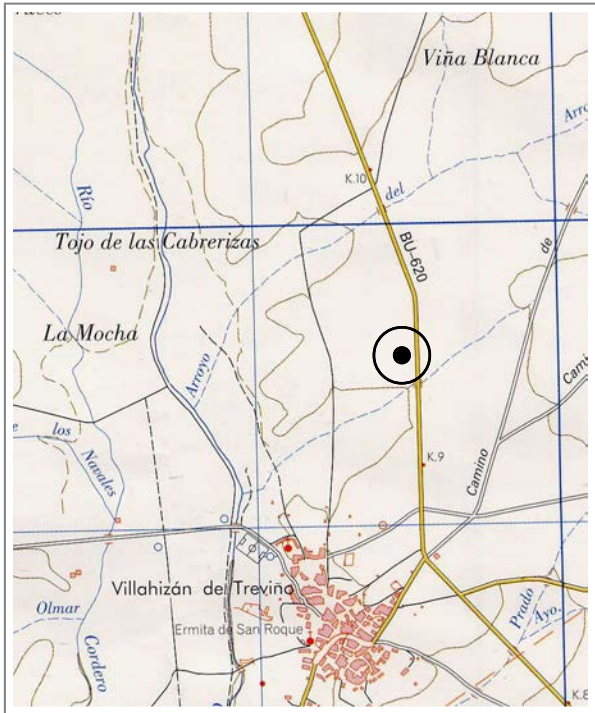 Viña Blanca
Arro
K.10
del
Río
BU-620
de
Tojo de las Cabrerizas
La Mocha
Arroyo
Cami
e los
Navales
K.9
Camino
Villahizán del Treviño
Olmar
Ermita de San Roque
Prado
Ayo.
Cordero
K.8